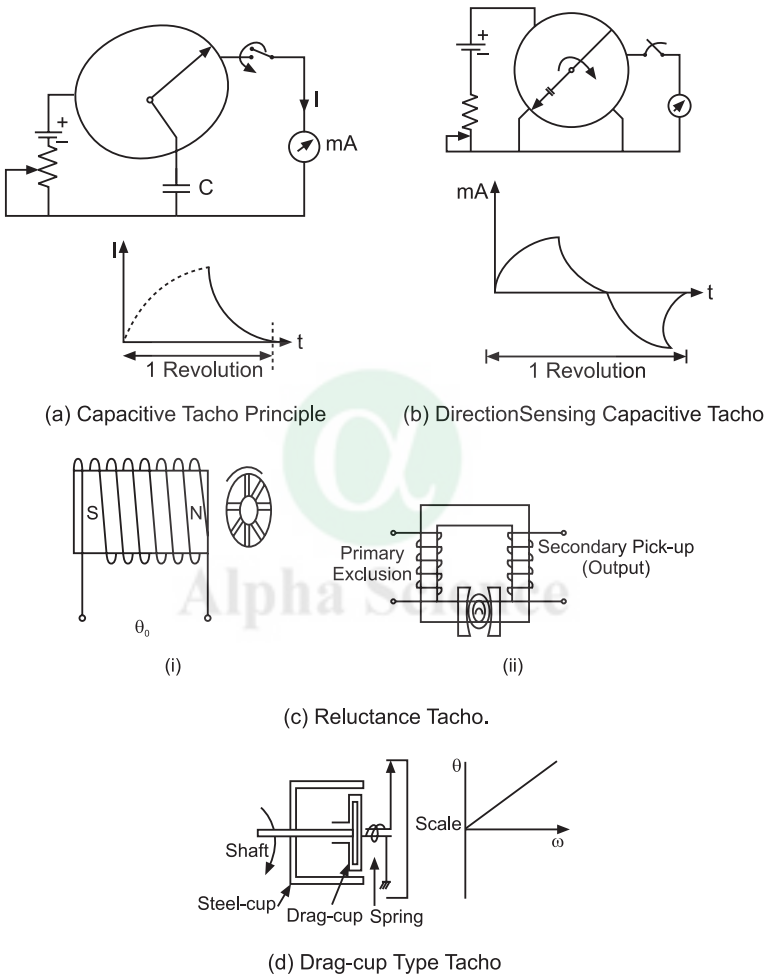 +
−
I
mA
C
I
t
1 Revolution
(a) Capacitive Tacho Principle
+
−
mA
t
1 Revolution
(b) DirectionSensing Capacitive Tacho
α
Alpha Science
S
N
θ₀
(i)
Primary
Exclusion
Secondary Pick-up
(Output)
(ii)
(c) Reluctance Tacho.
Shaft
Steel-cup
Drag-cup
Spring
Scale
θ
ω
(d) Drag-cup Type Tacho